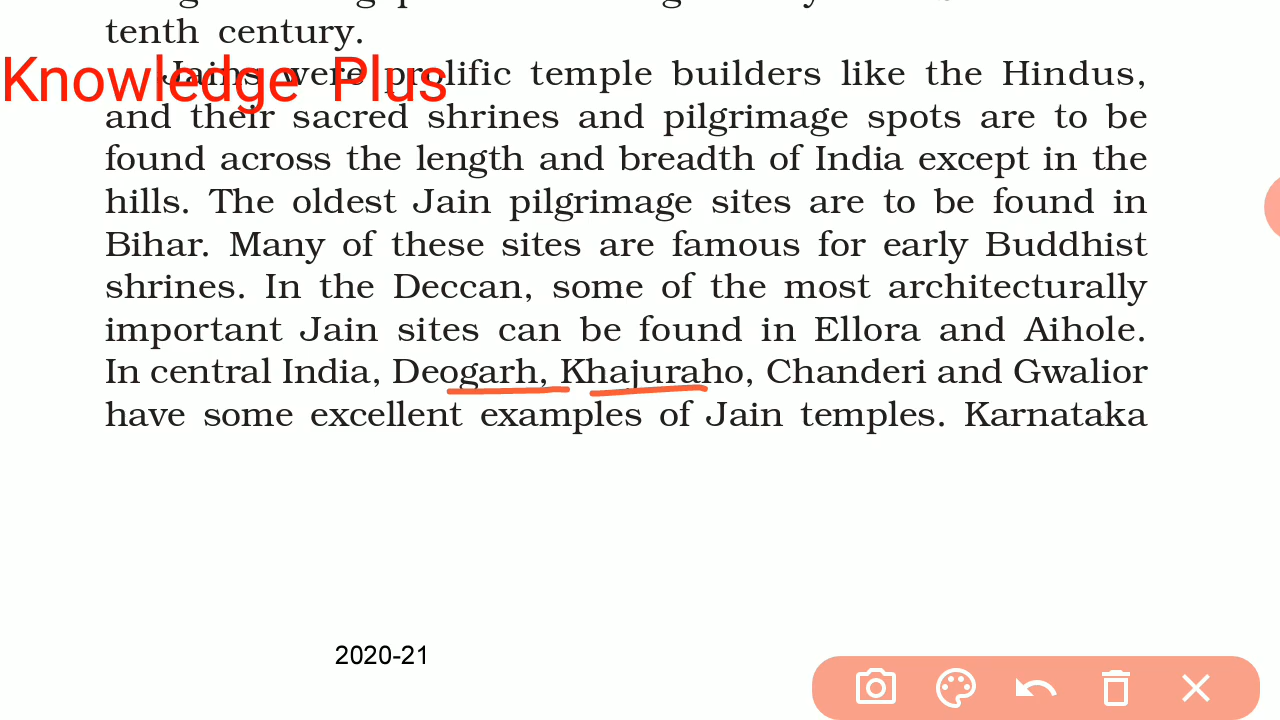 tenth century.
Knowledge Plus
Jains were prolific temple builders like the Hindus,
and their sacred shrines and pilgrimage spots are to be
found across the length and breadth of India except in the
hills. The oldest Jain pilgrimage sites are to be found in
Bihar. Many of these sites are famous for early Buddhist
shrines. In the Deccan, some of the most architecturally
important Jain sites can be found in Ellora and Aihole.
In central India, Deogarh, Khajuraho, Chanderi and Gwalior
have some excellent examples of Jain temples. Karnataka
2020-21